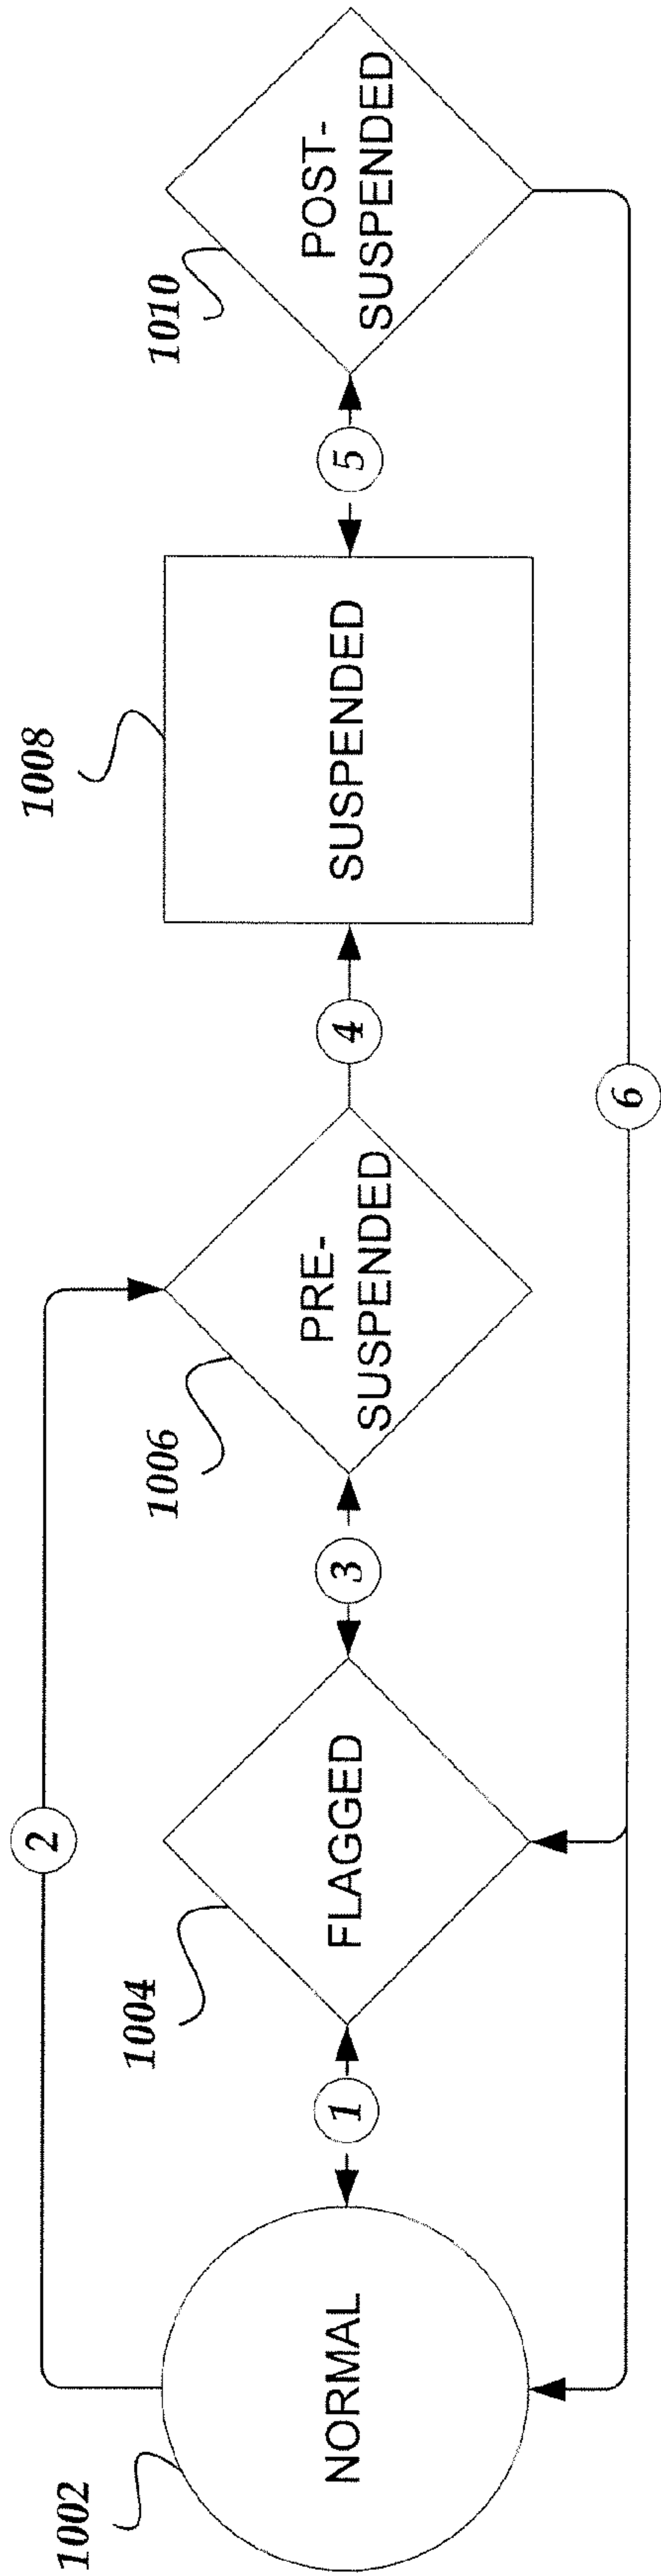 2
1002
1004
1006
1008
1010
NORMAL
1
FLAGGED
3
PRE-
SUSPENDED
4
SUSPENDED
5
POST-
SUSPENDED
6